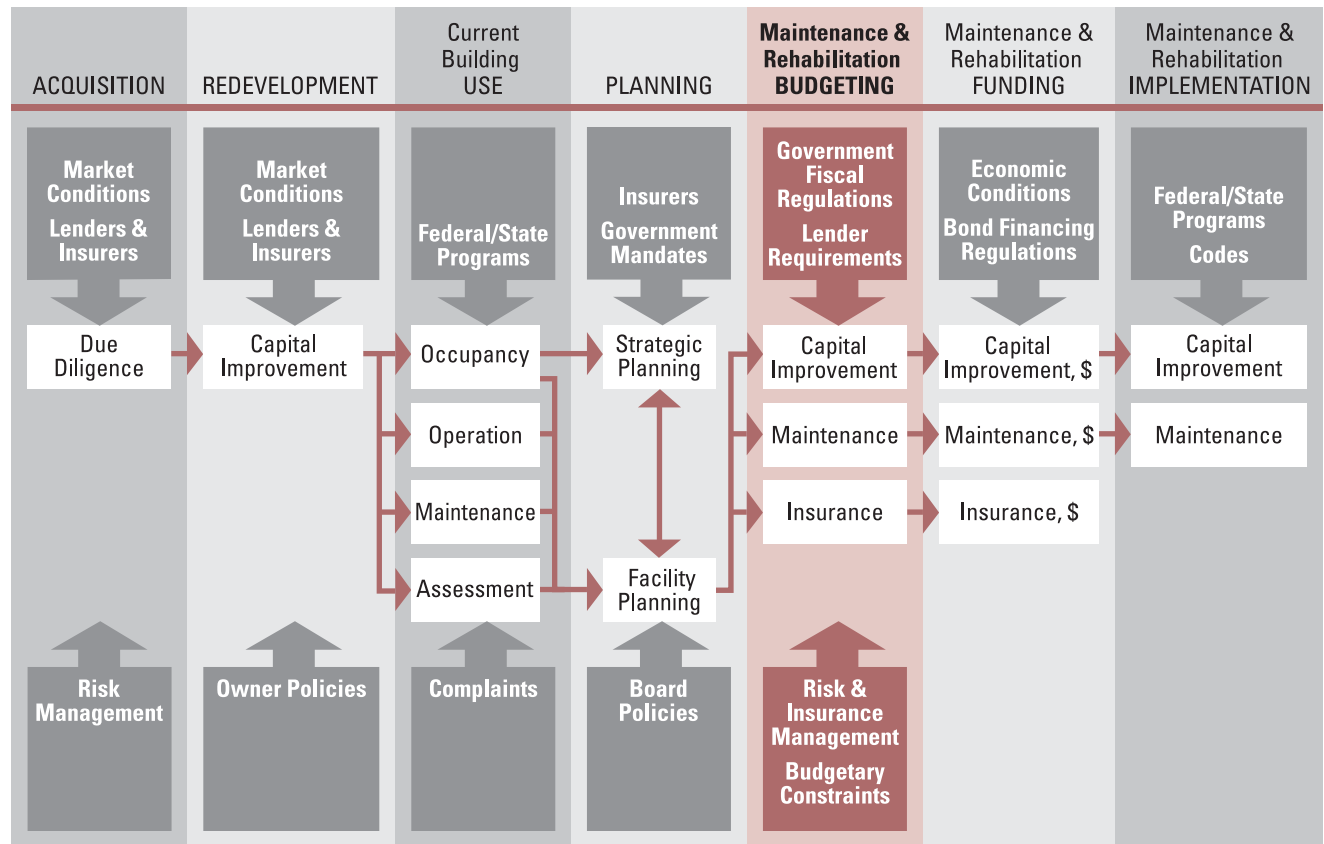 ACQUISITION
REDEVELOPMENT
Current
Building
USE
PLANNING
Maintenance &
Rehabilitation
BUDGETING
Maintenance &
Rehabilitation
FUNDING
Maintenance &
Rehabilitation
IMPLEMENTATION
Market
Conditions
Lenders &
Insurers
Market
Conditions
Lenders &
Insurers
Federal/State
Programs
Insurers
Government
Mandates
Government
Fiscal
Regulations
Lender
Requirements
Economic
Conditions
Bond Financing
Regulations
Federal/State
Programs
Codes
Due
Diligence
Capital
Improvement
Occupancy
Strategic
Planning
Capital
Improvement
Capital
Improvement, $
Capital
Improvement
Operation
Maintenance
Maintenance, $
Maintenance
Maintenance
Insurance
Insurance, $
Assessment
Facility
Planning
Risk
Management
Owner Policies
Complaints
Board
Policies
Risk &
Insurance
Management
Budgetary
Constraints